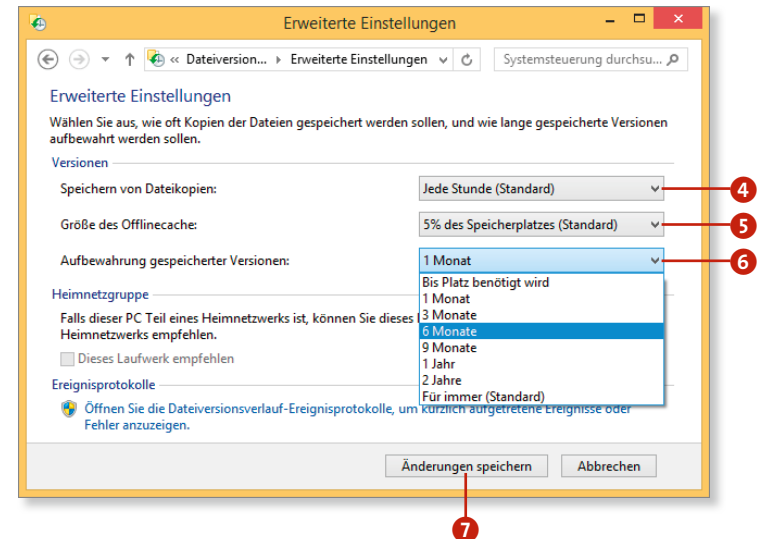 Erweiterte Einstellungen
« Dateiversion... Erweiterte Einstellungen Systemsteuerung durchsu...
Erweiterte Einstellungen
Wählen Sie aus, wie oft Kopien der Dateien gespeichert werden sollen, und wie lange gespeicherte Versionen
aufbewahrt werden sollen.
Versionen
Speichern von Dateikopien: Jede Stunde (Standard) 4
Größe des Offlinecache: 5% des Speicherplatzes (Standard) 5
Aufbewahrung gespeicherter Versionen: 1 Monat 6
Bis Platz benötigt wird
1 Monat
3 Monate
6 Monate
9 Monate
1 Jahr
2 Jahre
Für immer (Standard)
Heimnetzgruppe
Falls dieser PC Teil eines Heimnetzwerks ist, können Sie dieses
Heimnetzwerks empfehlen.
Dieses Laufwerk empfehlen
Ereignisprotokolle
Öffnen Sie die Dateiversionsverlauf-Ereignisprotokolle, um kürzlich aufgetretene Ereignisse oder
Fehler anzuzeigen.
Änderungen speichern Abbrechen
7